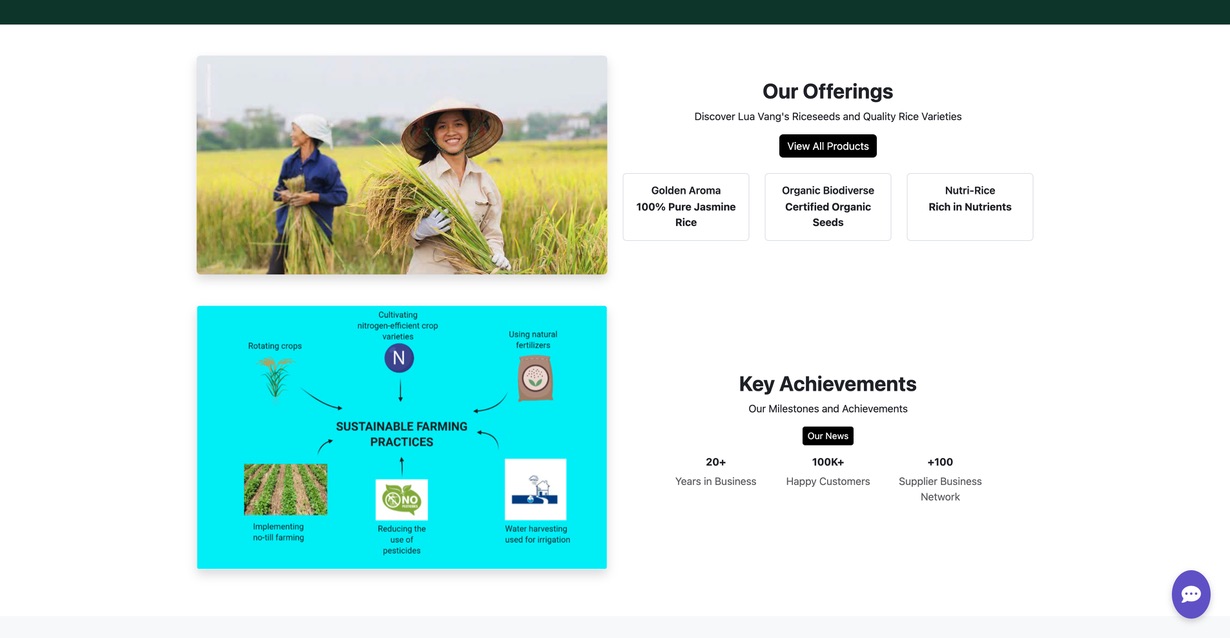 Our Offerings
Discover Lua Vang's Riceseeds and Quality Rice Varieties
View All Products
Golden Aroma
100% Pure Jasmine
Rice
Organic Biodiverse
Certified Organic
Seeds
Nutri-Rice
Rich in Nutrients
Cultivating
nitrogen-efficient crop
varieties
N
Rotating crops
Using natural
fertilizers
SUSTAINABLE FARMING
PRACTICES
NO
Implementing
no-till farming
Reducing the
use of
pesticides
Water harvesting
used for irrigation
Key Achievements
Our Milestones and Achievements
Our News
20+
Years in Business
100K+
Happy Customers
+100
Supplier Business
Network